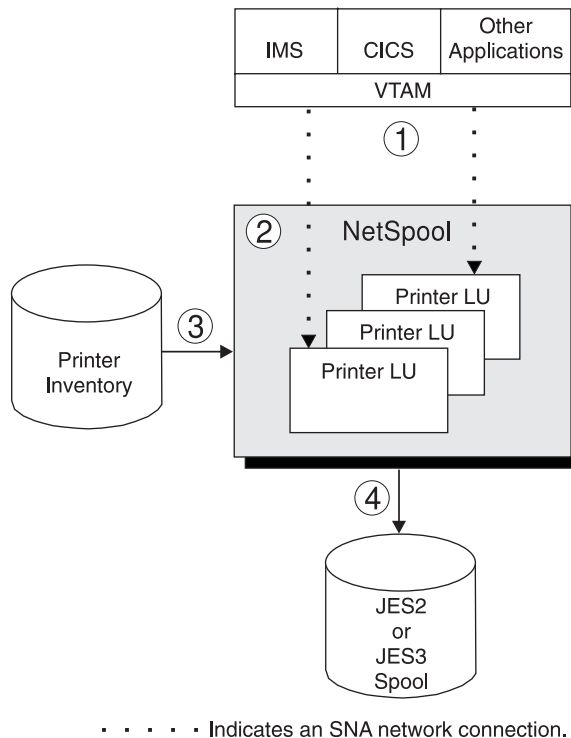 IMS
CICS
Other
Applications
VTAM
1
2
NetSpool
Printer LU
Printer LU
Printer LU
3
Printer
Inventory
4
JES2
or
JES3
Spool
Indicates an SNA network connection.